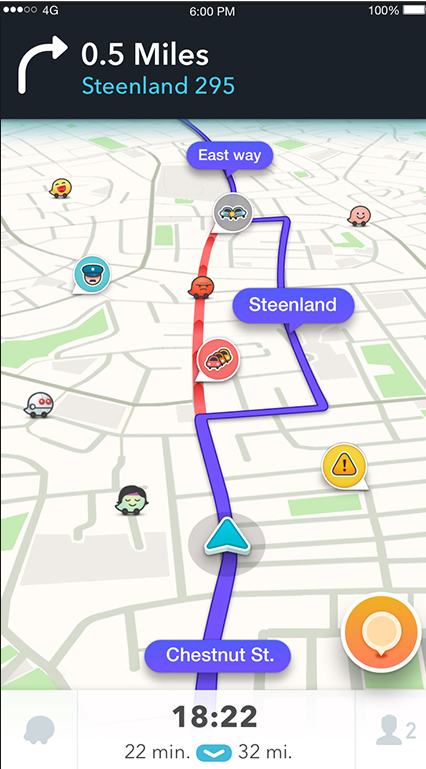 4G 6:00 PM 100%
0.5 Miles
Steenland 295
East way
Steenland
Chestnut St.
18:22
22 min. 32 mi.
2